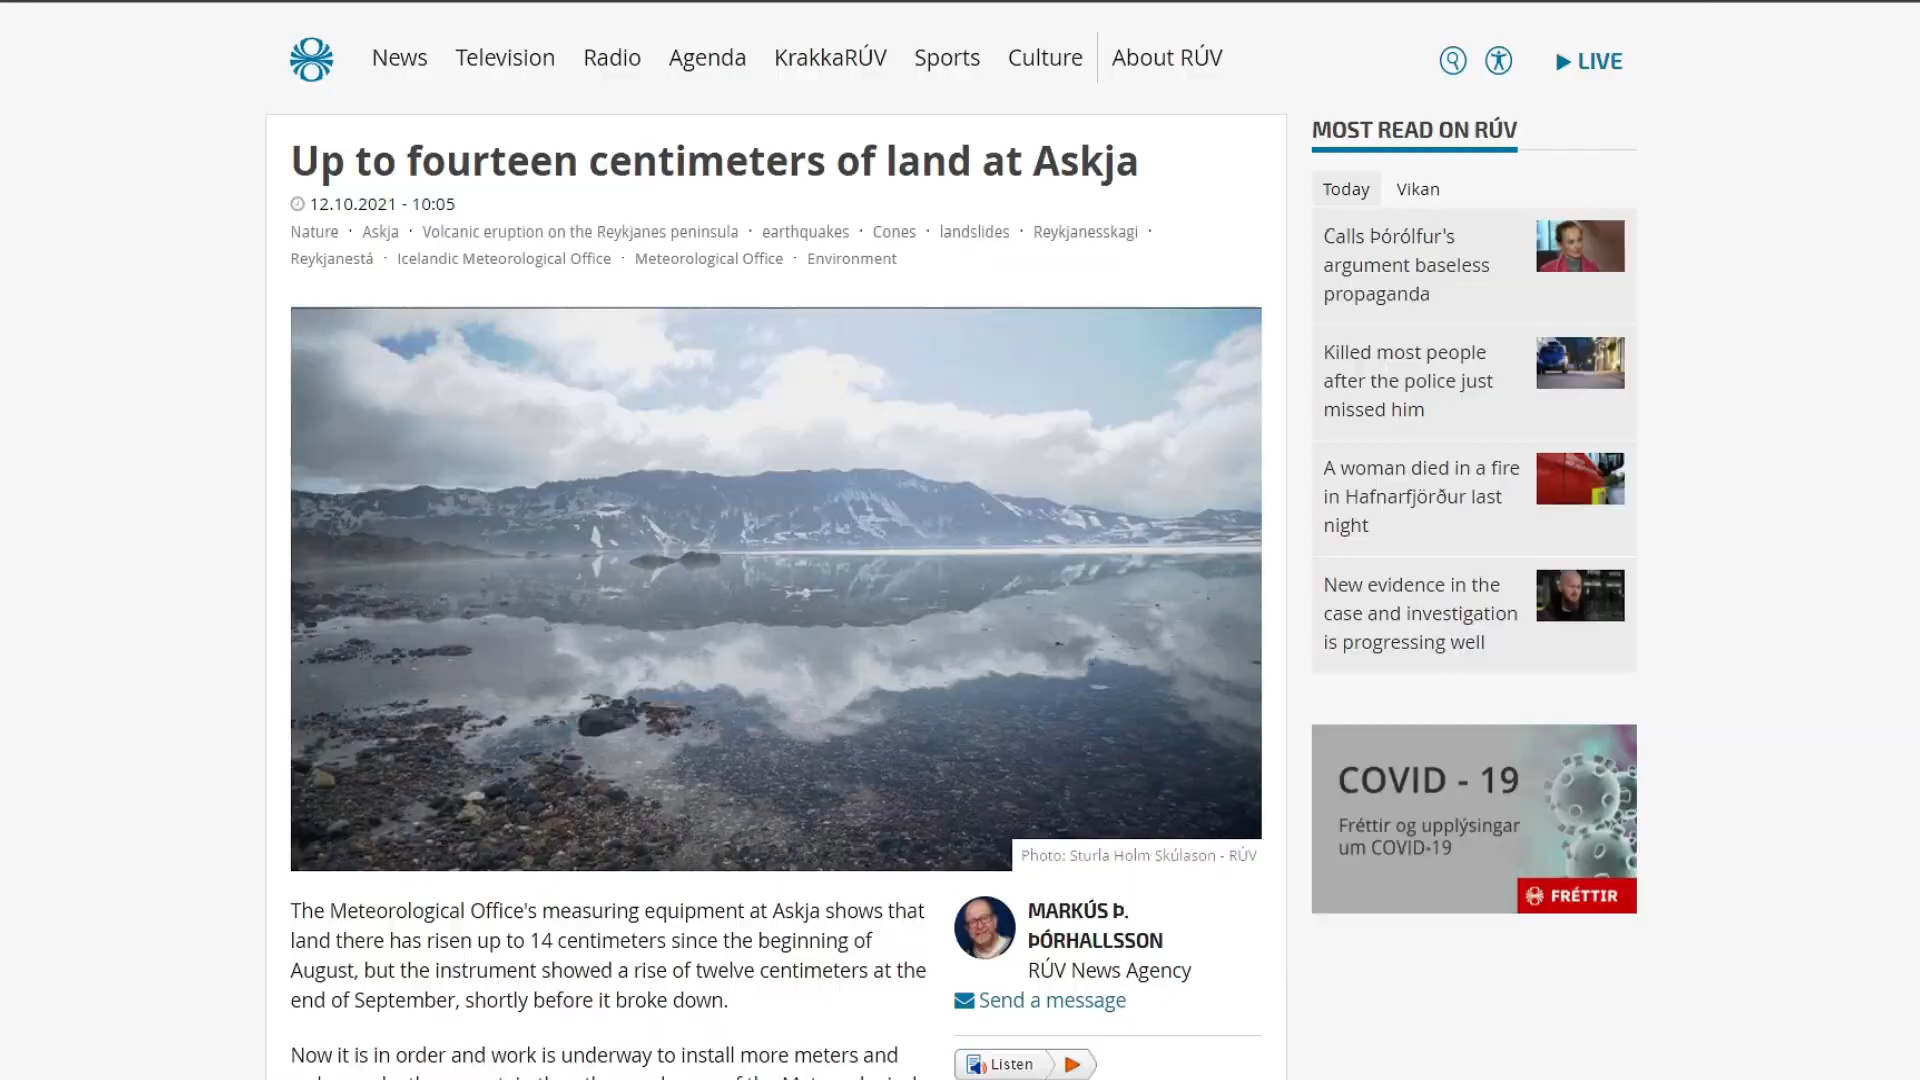 News Television Radio Agenda KrakkaRÚV Sports Culture About RÚV LIVE
Up to fourteen centimeters of land at Askja
12.10.2021 - 10:05
Nature · Askja · Volcanic eruption on the Reykjanes peninsula · earthquakes · Cones · landslides · Reykjanesskagi ·
Reykjanestá · Icelandic Meteorological Office · Meteorological Office · Environment
Photo: Sturla Holm Skúlason - RÚV
The Meteorological Office's measuring equipment at Askja shows that
land there has risen up to 14 centimeters since the beginning of
August, but the instrument showed a rise of twelve centimeters at the
end of September, shortly before it broke down.
Now it is in order and work is underway to install more meters and
MARKÚS Þ.
ÞÓRHALLSSON
RÚV News Agency
Send a message
Listen
MOST READ ON RÚV
Today Vikan
Calls Þórólfur's
argument baseless
propaganda
Killed most people
after the police just
missed him
A woman died in a fire
in Hafnarfjörður last
night
New evidence in the
case and investigation
is progressing well
COVID - 19
Fréttir og upplýsingar
um COVID-19
FRÉTTIR